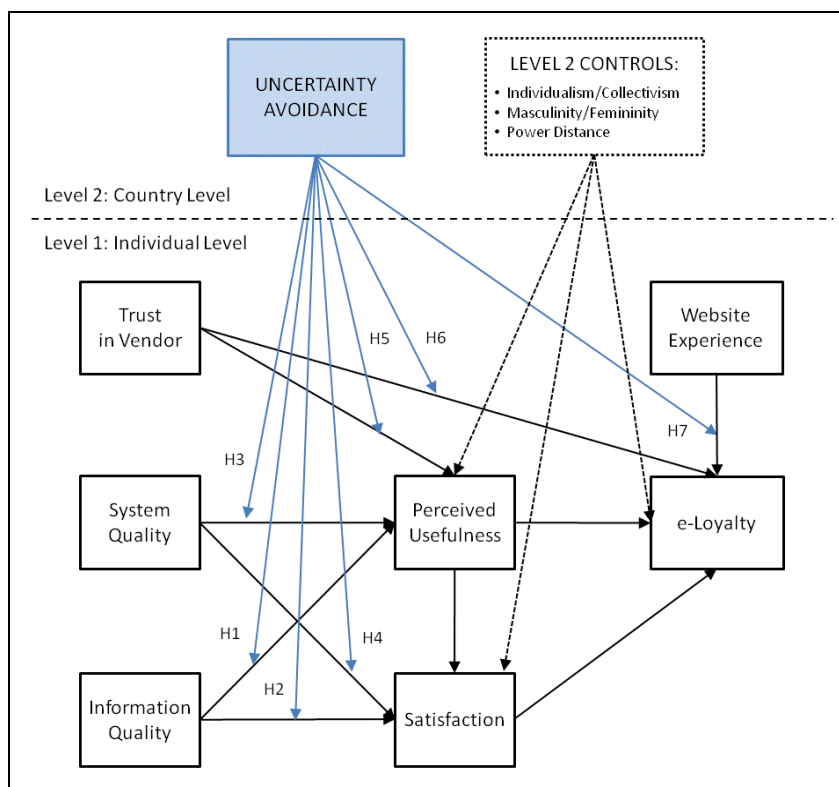 UNCERTAINTY
AVOIDANCE
LEVEL 2 CONTROLS:
• Individualism/Collectivism
• Masculinity/Femininity
• Power Distance
Level 2: Country Level
Level 1: Individual Level
Trust
in Vendor
Website
Experience
H5
H6
H7
H3
System
Quality
Perceived
Usefulness
e-Loyalty
H1
H4
H2
Information
Quality
Satisfaction